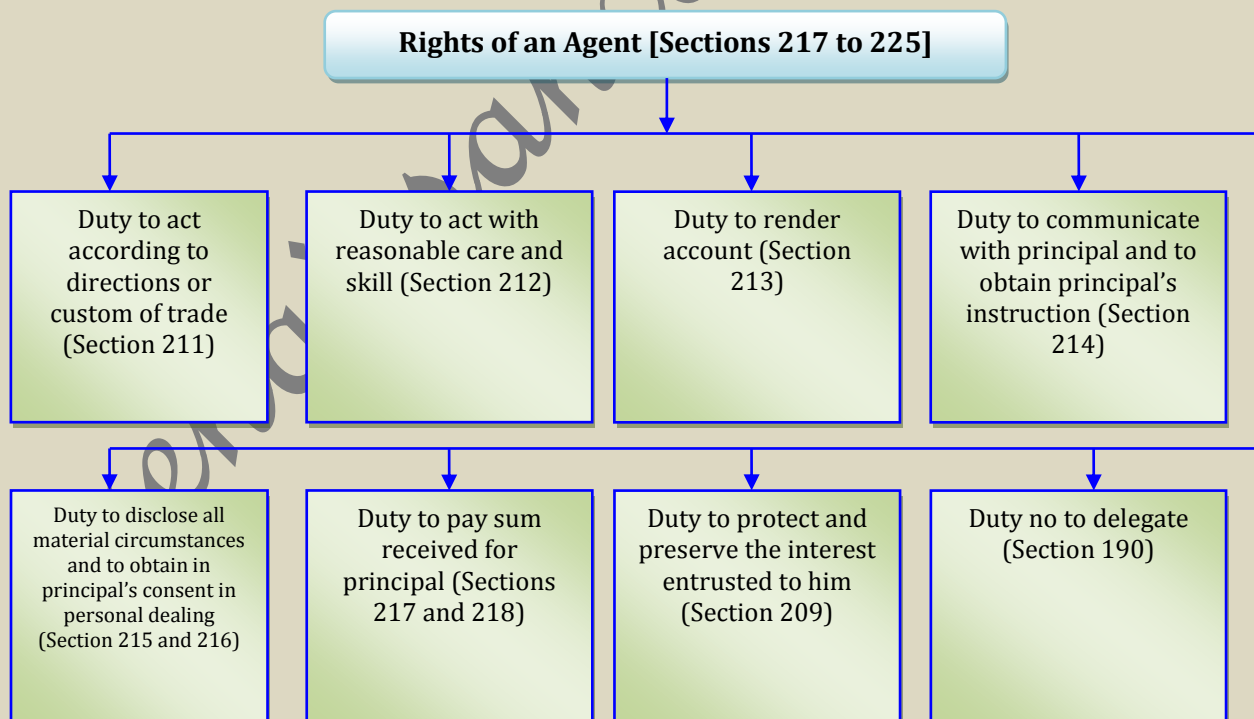 Rights of an Agent [Sections 217 to 225]
Duty to act
according to
directions or
custom of trade
(Section 211)
Duty to act with
reasonable care and
skill (Section 212)
Duty to render
account (Section
213)
Duty to communicate
with principal and to
obtain principal’s
instruction (Section
214)
Duty to disclose all
material circumstances
and to obtain in
principal’s consent in
personal dealing
(Section 215 and 216)
Duty to pay sum
received for
principal (Sections
217 and 218)
Duty to protect and
preserve the interest
entrusted to him
(Section 209)
Duty no to delegate
(Section 190)